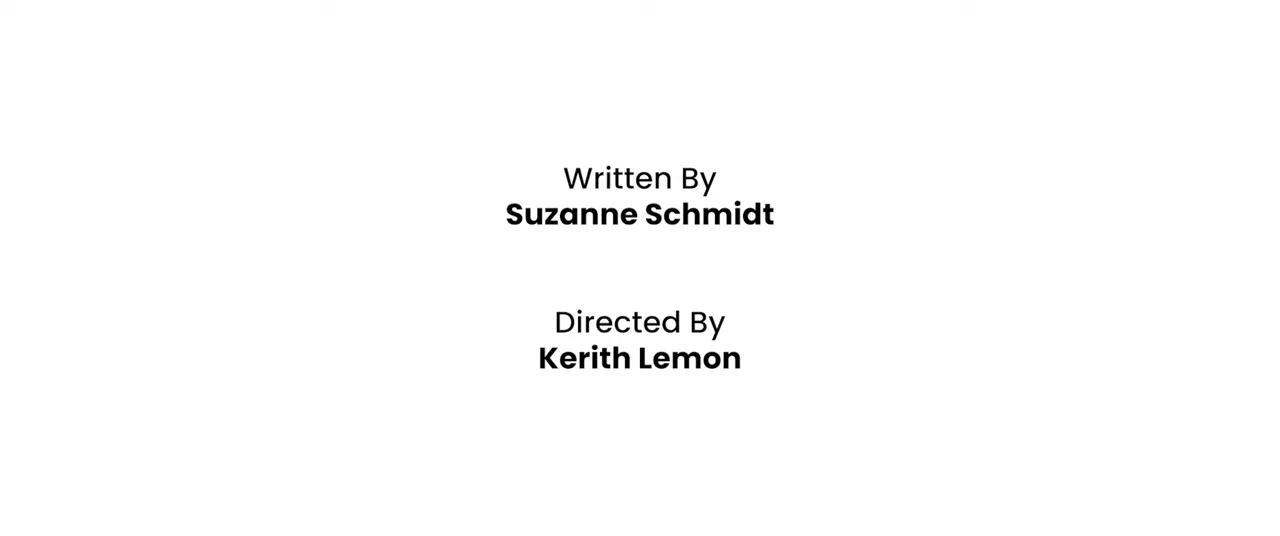 Written By
Suzanne Schmidt
Directed By
Kerith Lemon